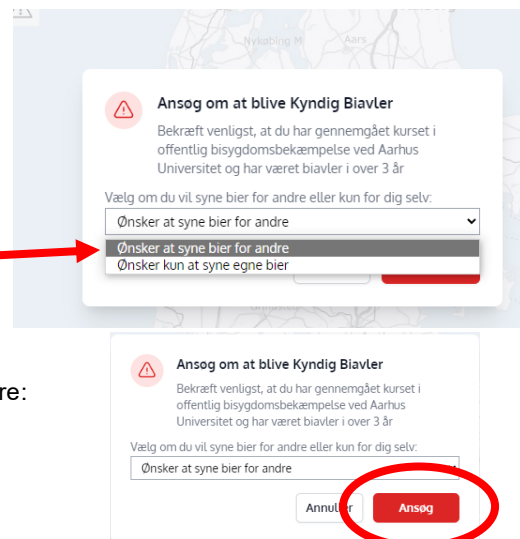 Nykøbing M
Aars
Ansøg om at blive Kyndig Biavler
Bekræft venligst, at du har gennemgået kurset i
offentlig bisygdomsbekæmpelse ved Aarhus
Universitet og har været biavler i over 3 år
Vælg om du vil syne bier for andre eller kun for dig selv:
Ønsker at syne bier for andre
Ønsker at syne bier for andre
Ønsker kun at syne egne bier
re:
Ansøg om at blive Kyndig Biavler
Bekræft venligst, at du har gennemgået kurset i
offentlig bisygdomsbekæmpelse ved Aarhus
Universitet og har været biavler i over 3 år
Vælg om du vil syne bier for andre eller kun for dig selv:
Ønsker at syne bier for andre
Annuller Ansøg